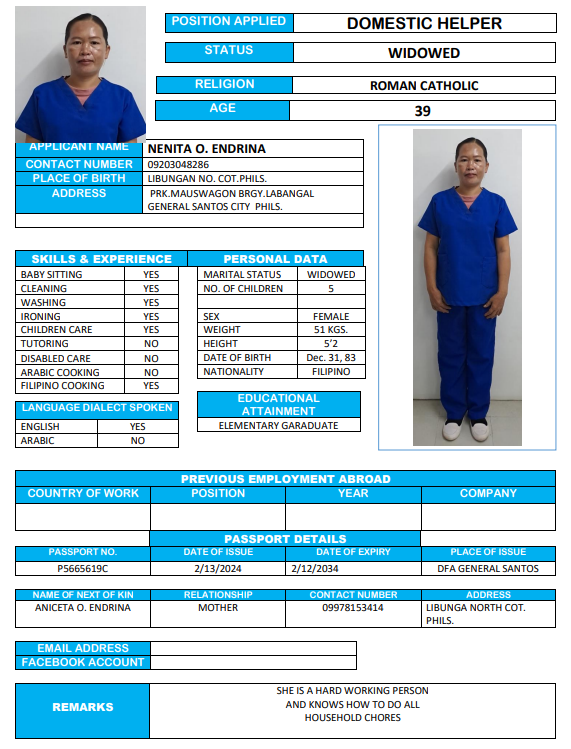 POSITION APPLIED DOMESTIC HELPER
STATUS WIDOWED
RELIGION ROMAN CATHOLIC
AGE 39
APPLICANT NAME NENITA O. ENDRINA
CONTACT NUMBER 09203048286
PLACE OF BIRTH LIBUNGAN NO. COT.PHILS.
ADDRESS PRK.MAUSWAGON BRGY.LABANGAL
GENERAL SANTOS CITY PHILS.
SKILLS & EXPERIENCE
BABY SITTING YES
CLEANING YES
WASHING YES
IRONING YES
CHILDREN CARE YES
TUTORING NO
DISABLED CARE NO
ARABIC COOKING NO
FILIPINO COOKING YES
PERSONAL DATA
MARITAL STATUS WIDOWED
NO. OF CHILDREN 5
SEX FEMALE
WEIGHT 51 KGS.
HEIGHT 5’2
DATE OF BIRTH Dec. 31, 83
NATIONALITY FILIPINO
LANGUAGE DIALECT SPOKEN
ENGLISH YES
ARABIC NO
EDUCATIONAL
ATTAINMENT
ELEMENTARY GARADUATE
PREVIOUS EMPLOYMENT ABROAD
COUNTRY OF WORK POSITION YEAR COMPANY
PASSPORT DETAILS
PASSPORT NO. DATE OF ISSUE DATE OF EXPIRY PLACE OF ISSUE
P5665619C 2/13/2024 2/12/2034 DFA GENERAL SANTOS
NAME OF NEXT OF KIN RELATIONSHIP CONTACT NUMBER ADDRESS
ANICETA O. ENDRINA MOTHER 09978153414 LIBUNGA NORTH COT.
PHILS.
EMAIL ADDRESS
FACEBOOK ACCOUNT
REMARKS
SHE IS A HARD WORKING PERSON
AND KNOWS HOW TO DO ALL
HOUSEHOLD CHORES